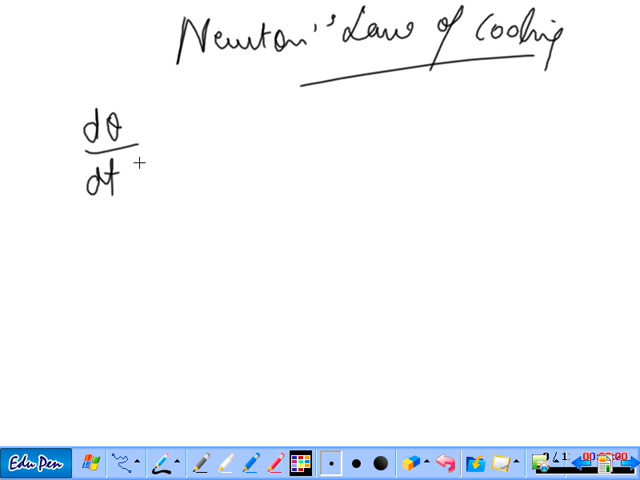 Newton's Law of Cooling
dθ
dt
Edu Pen